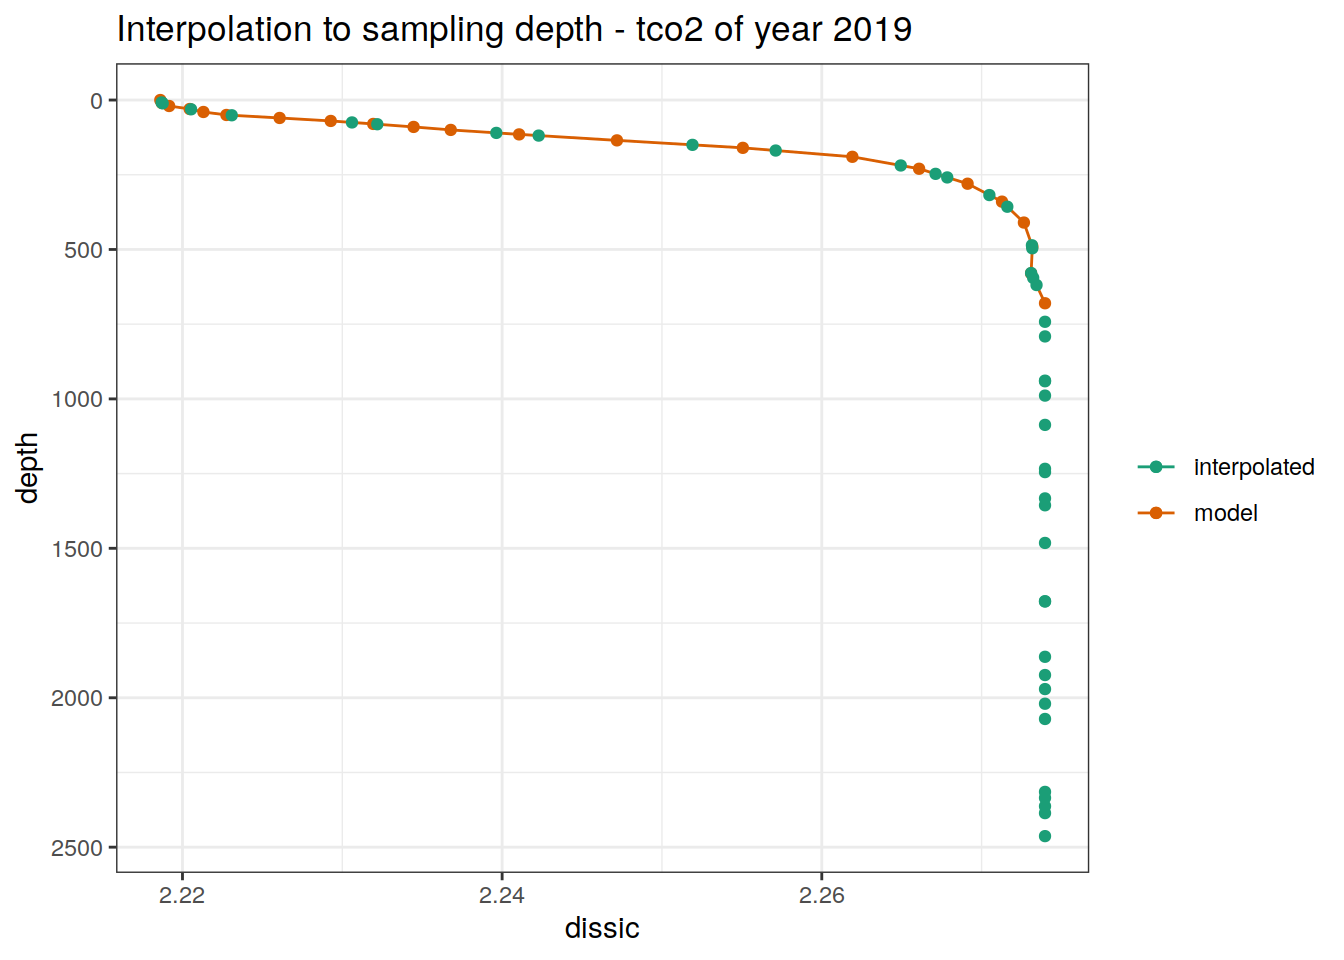 Interpolation to sampling depth - tco2 of year 2019
0
500
1000
1500
2000
2500
depth
2.22
2.24
2.26
dissic
interpolated
model